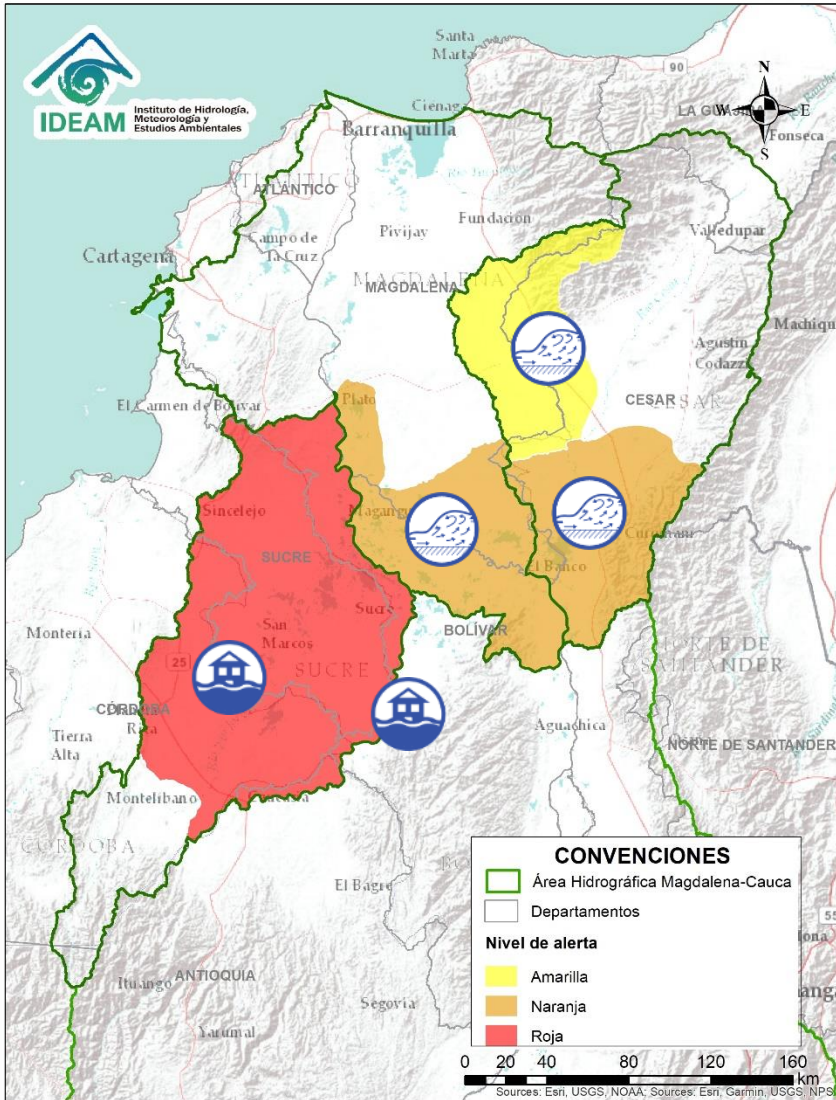 Santa
Marta
90
N
W
E
S
LA GUAJIRA
Fonseca
IDEAM
Instituto de Hidrología,
Meteorología y
Estudios Ambientales
Ciénaga
Barranquilla
ATLÁNTICO
ATLÁNTICO
Fundación
Pivijay
Valledupar
Campo de
la Cruz
Cartagena
MAGDALENA
MAGDALENA
Machiques
Agustín
Codazzi
CESAR
CESAR
Plato
El Carmen de Bolívar
Sincelejo
Magangué
SUCRE
Curumaní
El Banco
Sucre
BOLÍVAR
San
Marcos
Montería
25
SUCRE
NORTE DE
SANTANDER
CÓRDOBA
Tierra
Alta
Aguachica
NORTE DE SANTANDER
Montelíbano
CÓRDOBA
El Bagre
Ituango
ANTIOQUIA
Segovia
Yarumal
CONVENCIONES
Área Hidrográfica Magdalena-Cauca
Departamentos
Nivel de alerta
Amarilla
Naranja
Roja
55
0 20 40 80 120 160
km
Sources: Esri, USGS, NOAA; Sources: Esri, Garmin, USGS, NPS